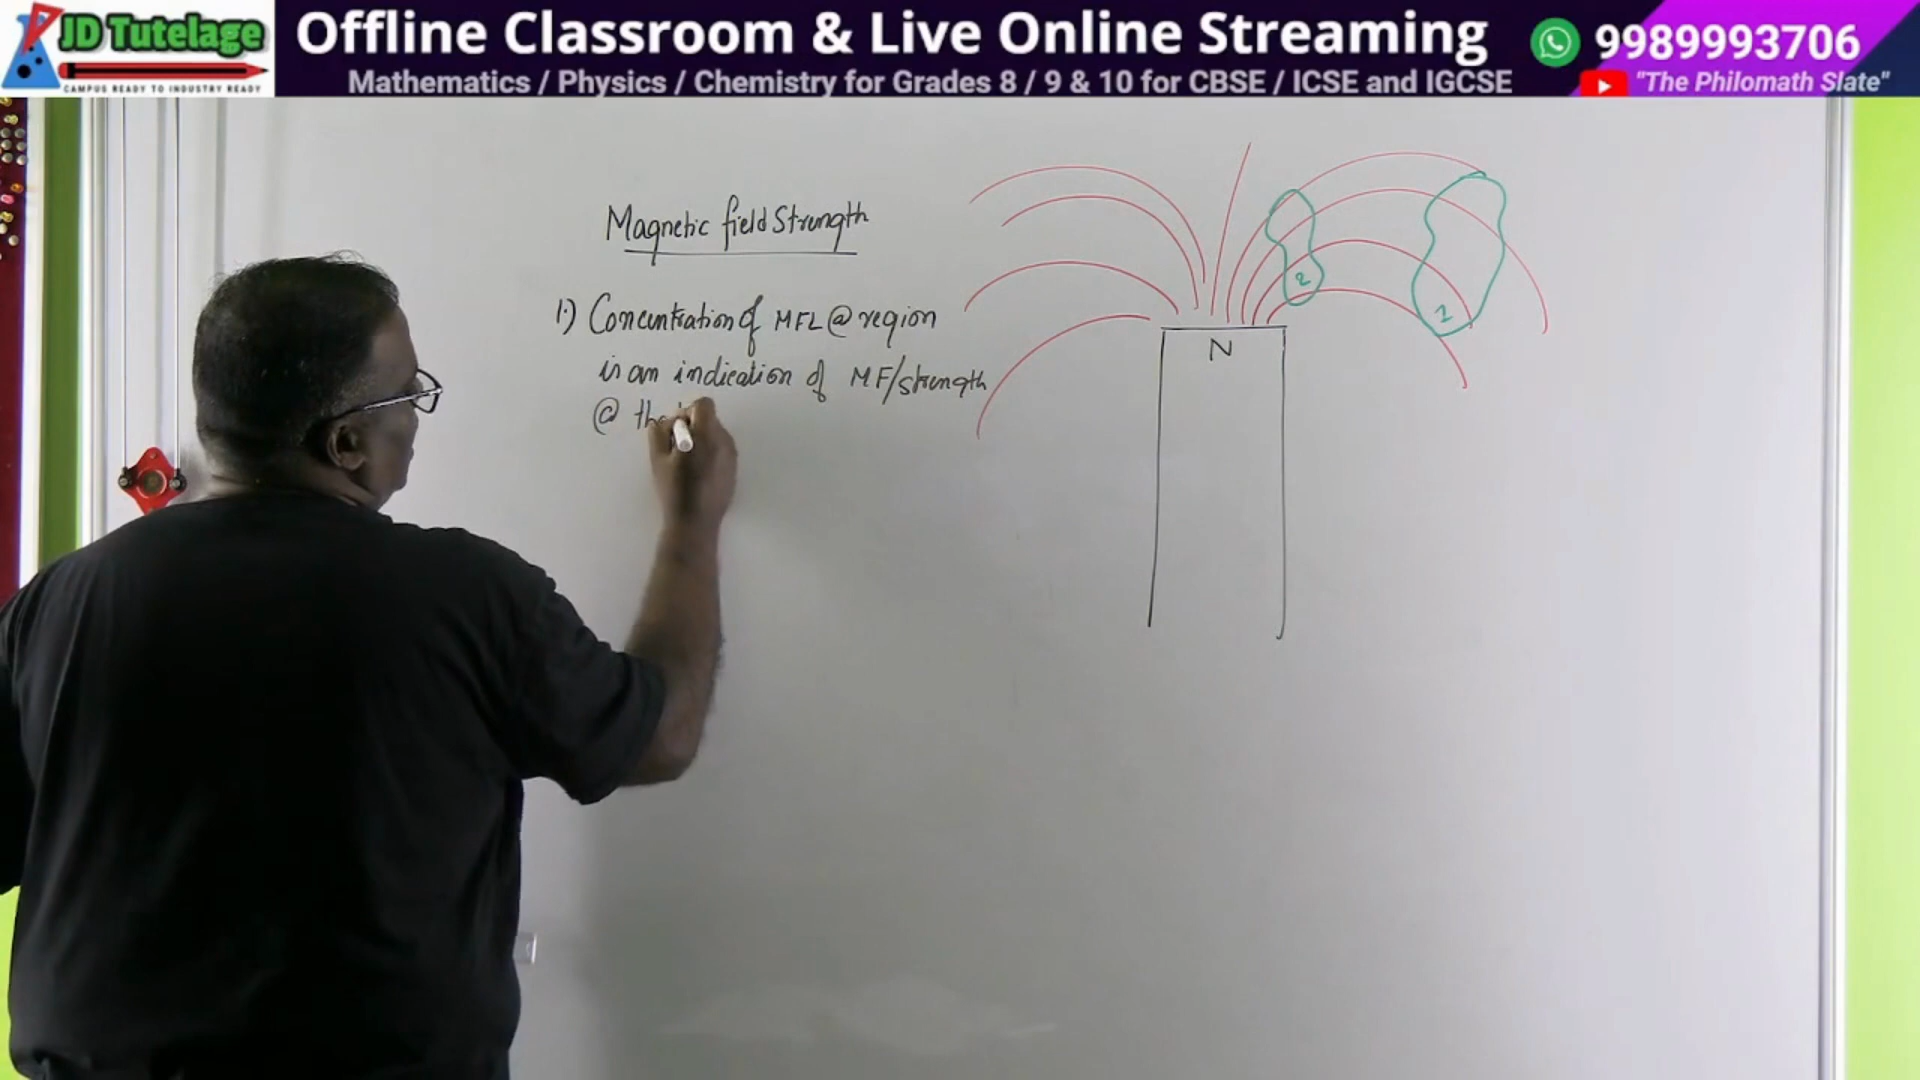 JD Tutelage
CAMPUS READY TO INDUSTRY READY
Offline Classroom & Live Online Streaming
9989993706
Mathematics / Physics / Chemistry for Grades 8 / 9 & 10 for CBSE / ICSE and IGCSE
"The Philomath Slate"
Magnetic field Strength
1.) Concentration of MFL @ region
is an indication of MF/strength
@
N
2
2